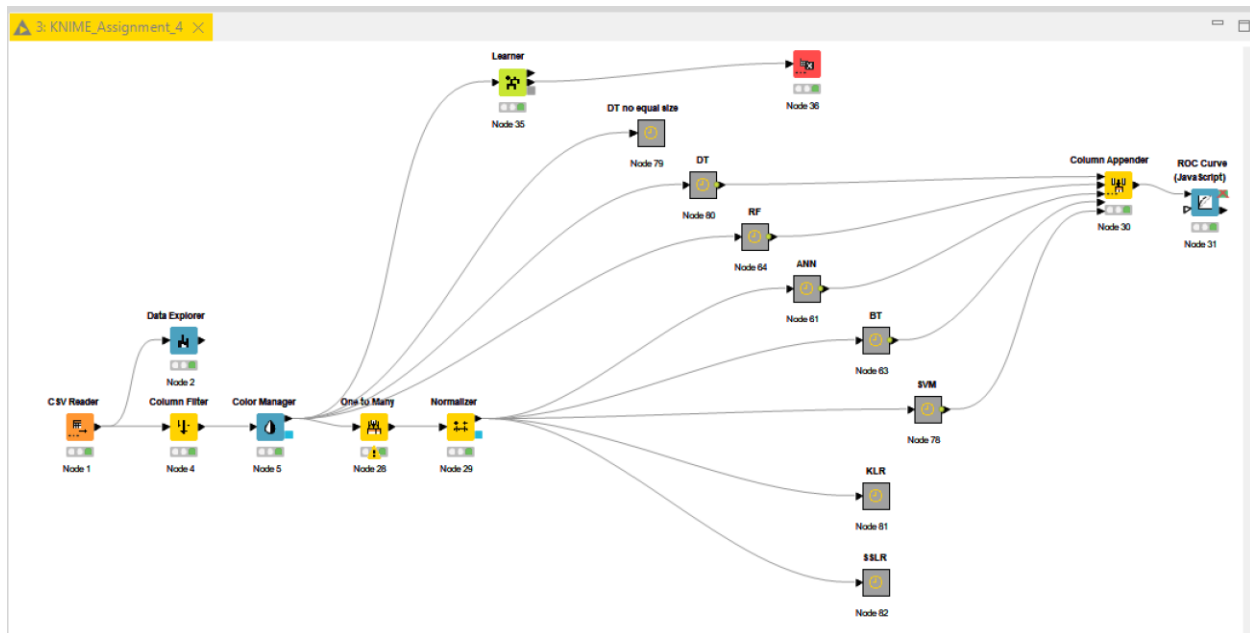 3: KNIME_Assignment_4
Learner
Node 35
Node 36
DT no equal size
Node 79
DT
Node 80
RF
Node 64
ANN
Node 61
BT
Node 63
SVM
Node 78
KLR
Node 81
SSLR
Node 82
Column Appender
Node 30
ROC Curve
(JavaScript)
Node 31
Data Explorer
Node 2
CSV Reader
Node 1
Column Filter
Node 4
Color Manager
Node 5
One to Many
Node 28
Normalizer
Node 29